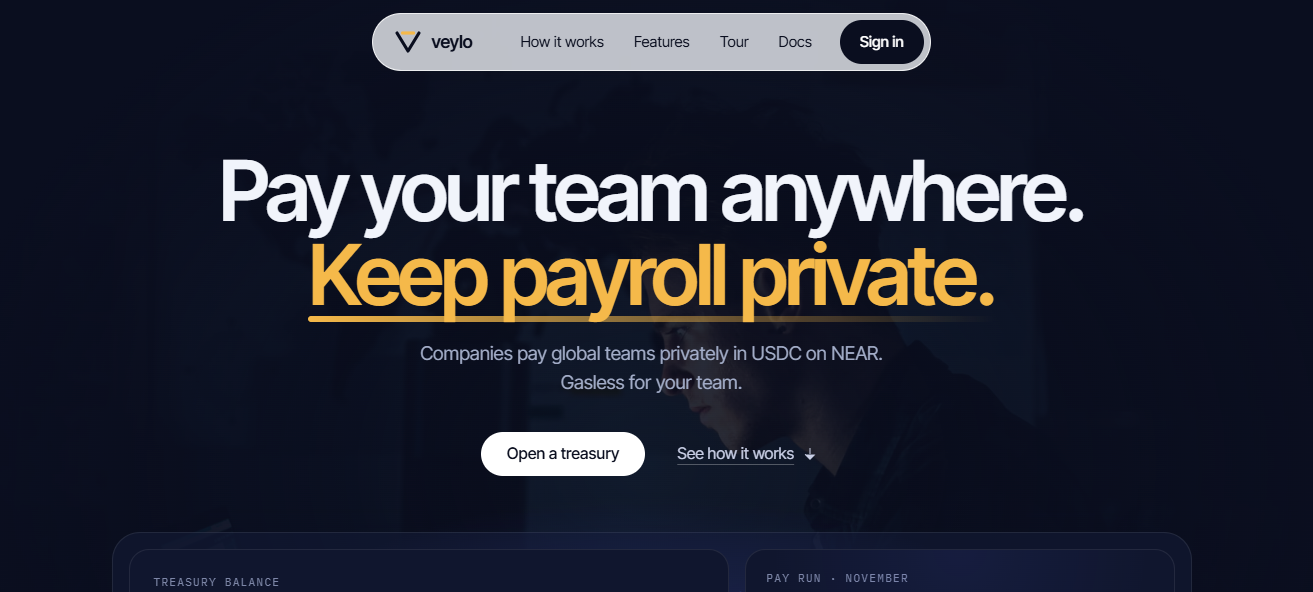 veylo
How it works
Features
Tour
Docs
Sign in
Pay your team anywhere.
Keep payroll private.
Companies pay global teams privately in USDC on NEAR.
Gasless for your team.
Open a treasury
See how it works
TREASURY BALANCE
PAY RUN · NOVEMBER